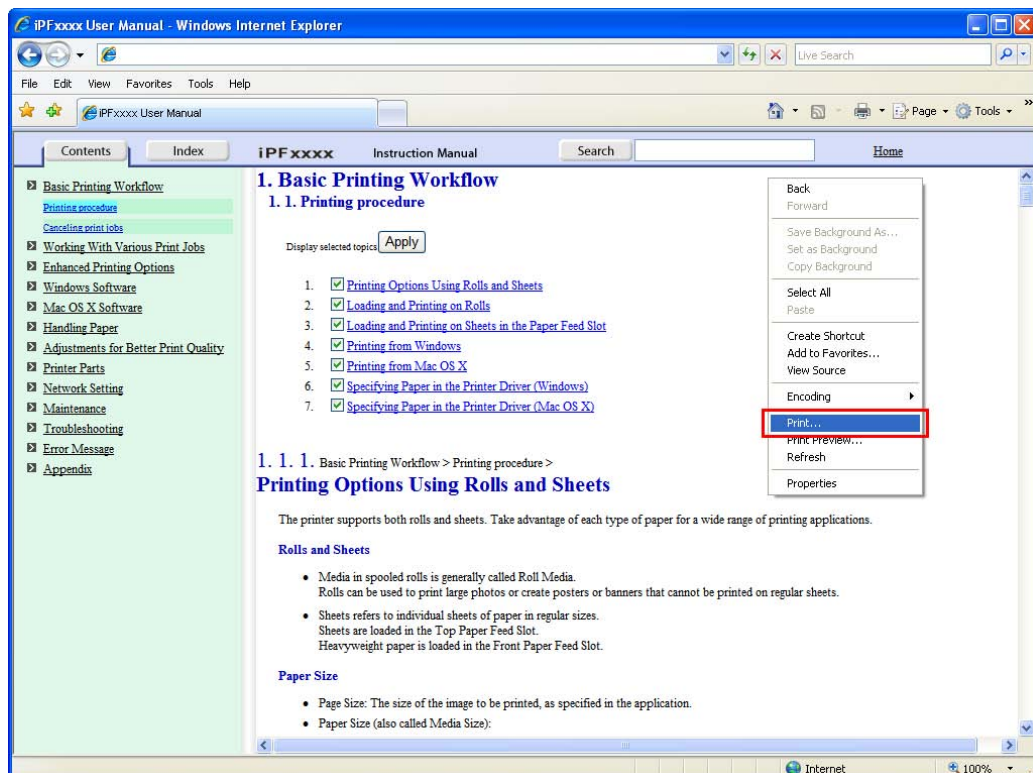 iPFxxxx User Manual - Windows Internet Explorer
Live Search
File Edit View Favorites Tools Help
iPFxxxx User Manual
Page Tools
Contents Index iPFxxxx Instruction Manual Search Home
Basic Printing Workflow
Printing procedure
Canceling print jobs
Working With Various Print Jobs
Enhanced Printing Options
Windows Software
Mac OS X Software
Handling Paper
Adjustments for Better Print Quality
Printer Parts
Network Setting
Maintenance
Troubleshooting
Error Message
Appendix
1. Basic Printing Workflow
1. 1. Printing procedure
Display selected topics Apply
1. Printing Options Using Rolls and Sheets
2. Loading and Printing on Rolls
3. Loading and Printing on Sheets in the Paper Feed Slot
4. Printing from Windows
5. Printing from Mac OS X
6. Specifying Paper in the Printer Driver (Windows)
7. Specifying Paper in the Printer Driver (Mac OS X)
1. 1. 1. Basic Printing Workflow > Printing procedure >
Printing Options Using Rolls and Sheets
The printer supports both rolls and sheets. Take advantage of each type of paper for a wide range of printing applications.
Rolls and Sheets
• Media in spooled rolls is generally called Roll Media.
Rolls can be used to print large photos or create posters or banners that cannot be printed on regular sheets.
• Sheets refers to individual sheets of paper in regular sizes.
Sheets are loaded in the Top Paper Feed Slot.
Heavyweight paper is loaded in the Front Paper Feed Slot.
Paper Size
• Page Size: The size of the image to be printed, as specified in the application.
• Paper Size (also called Media Size):
Back
Forward
Save Background As...
Set as Background
Copy Background
Select All
Paste
Create Shortcut
Add to Favorites...
View Source
Encoding
Print...
Print Preview...
Refresh
Properties
Internet 100%